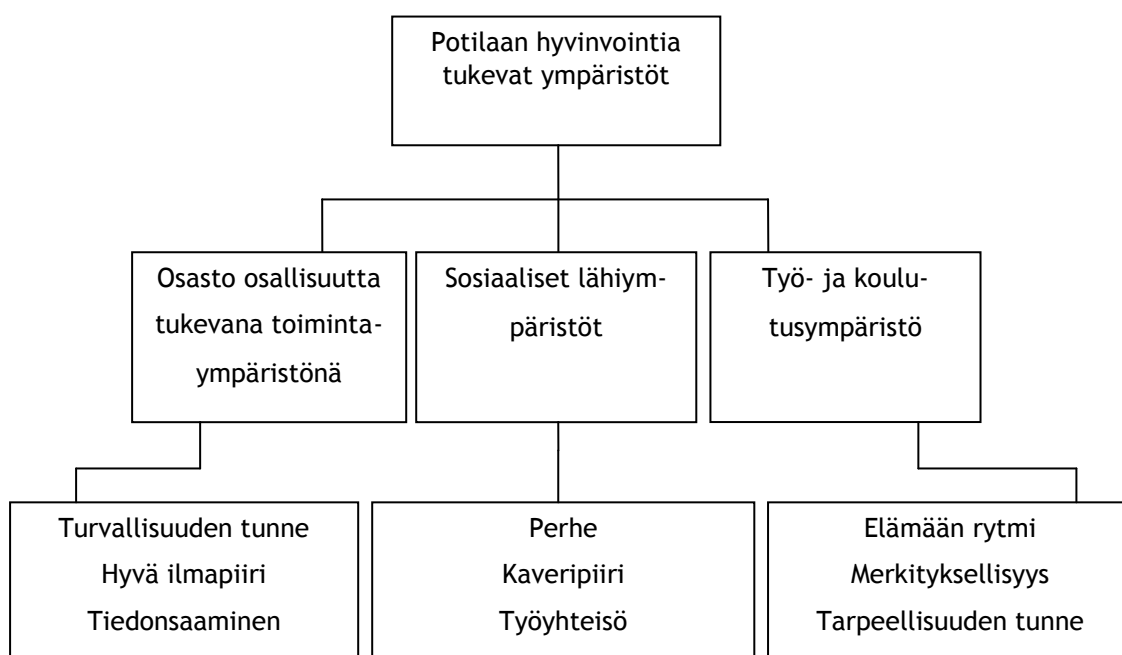 Potilaan hyvinvointia
tukevat ympäristöt
Osasto osallisuutta
tukevana toiminta-
ympäristönä
Sosiaaliset lähiym-
päristöt
Työ- ja koulu-
tusympäristö
Turvallisuuden tunne
Hyvä ilmapiiri
Tiedonsaaminen
Perhe
Kaveripiiri
Työyhteisö
Elämään rytmi
Merkityksellisyys
Tarpeellisuuden tunne